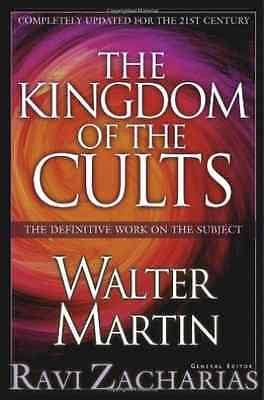 COMPLETELY UPDATED FOR THE 21ST CENTURY
THE
KINGDOM
OF THE
CULTS
THE DEFINITIVE WORK ON THE SUBJECT
WALTER
MARTIN
GENERAL EDITOR
RAVI ZACHARIAS